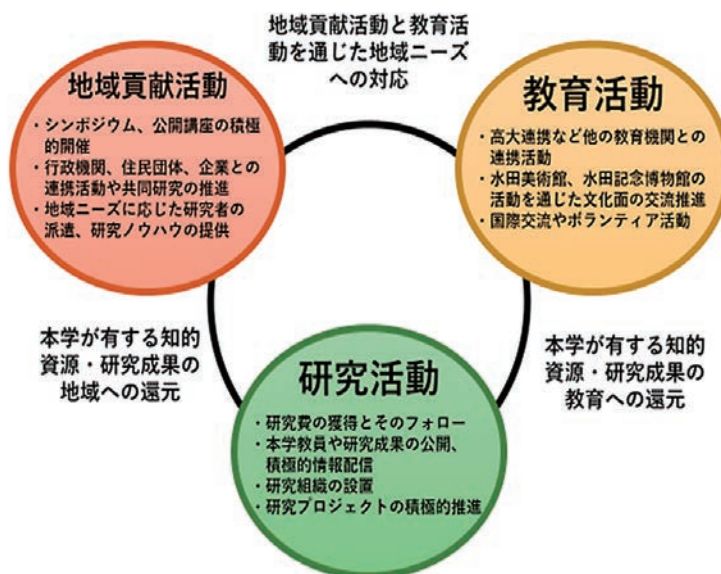 地域貢献活動と教育活
動を通じた地域ニーズ
への対応
地域貢献活動
・シンポジウム、公開講座の積極
的開催
・行政機関、住民団体、企業との
連携活動や共同研究の推進
・地域ニーズに応じた研究者の
派遣、研究ノウハウの提供
教育活動
・高大連携など他の教育機関との
連携活動
・水田美術館、水田記念博物館の
活動を通じた文化面の交流推進
・国際交流やボランティア活動
本学が有する知的
資源・研究成果の
地域への還元
本学が有する知的
資源・研究成果の
教育への還元
研究活動
・研究費の獲得とそのフォロー
・本学教員や研究成果の公開、
積極的情報配信
・研究組織の設置
・研究プロジェクトの積極的推進